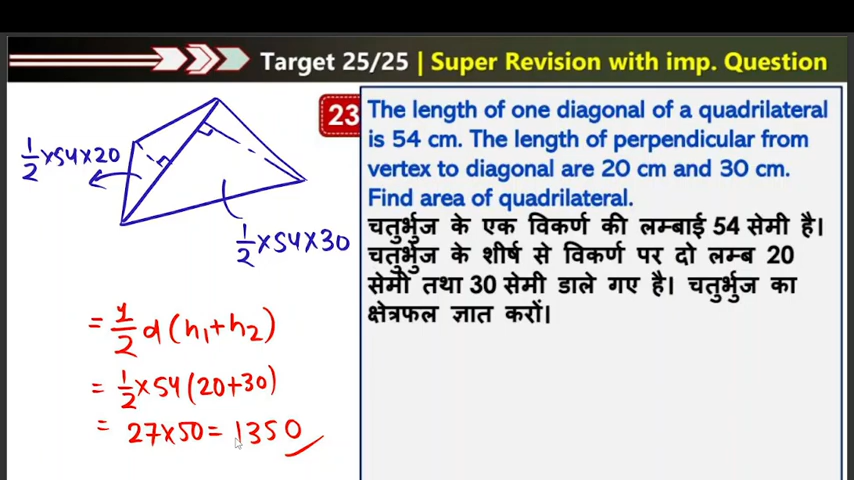 Target 25/25 | Super Revision with imp. Question
23
The length of one diagonal of a quadrilateral
is 54 cm. The length of perpendicular from
vertex to diagonal are 20 cm and 30 cm.
Find area of quadrilateral.
चतुर्भुज के एक विकर्ण की लम्बाई 54 सेमी है।
चतुर्भुज के शीर्ष से विकर्ण पर दो लम्ब 20
सेमी तथा 30 सेमी डाले गए है। चतुर्भुज का
क्षेत्रफल ज्ञात करों।
1/2 ×54×20
1/2 ×54×30
= 1/2 d(h₁+h₂)
= 1/2 ×54(20+30)
= 27×50= 1350